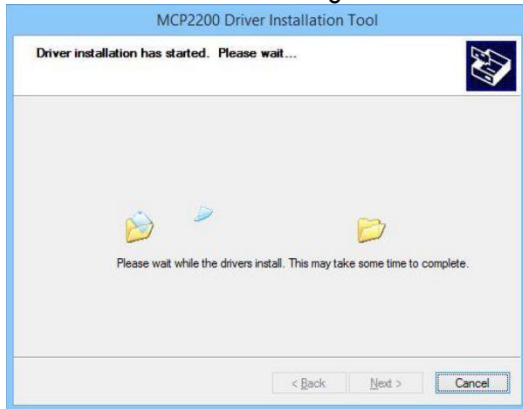 MCP2200 Driver Installation Tool
Driver installation has started. Please wait...
Please wait while the drivers install. This may take some time to complete.
< Back Next > Cancel